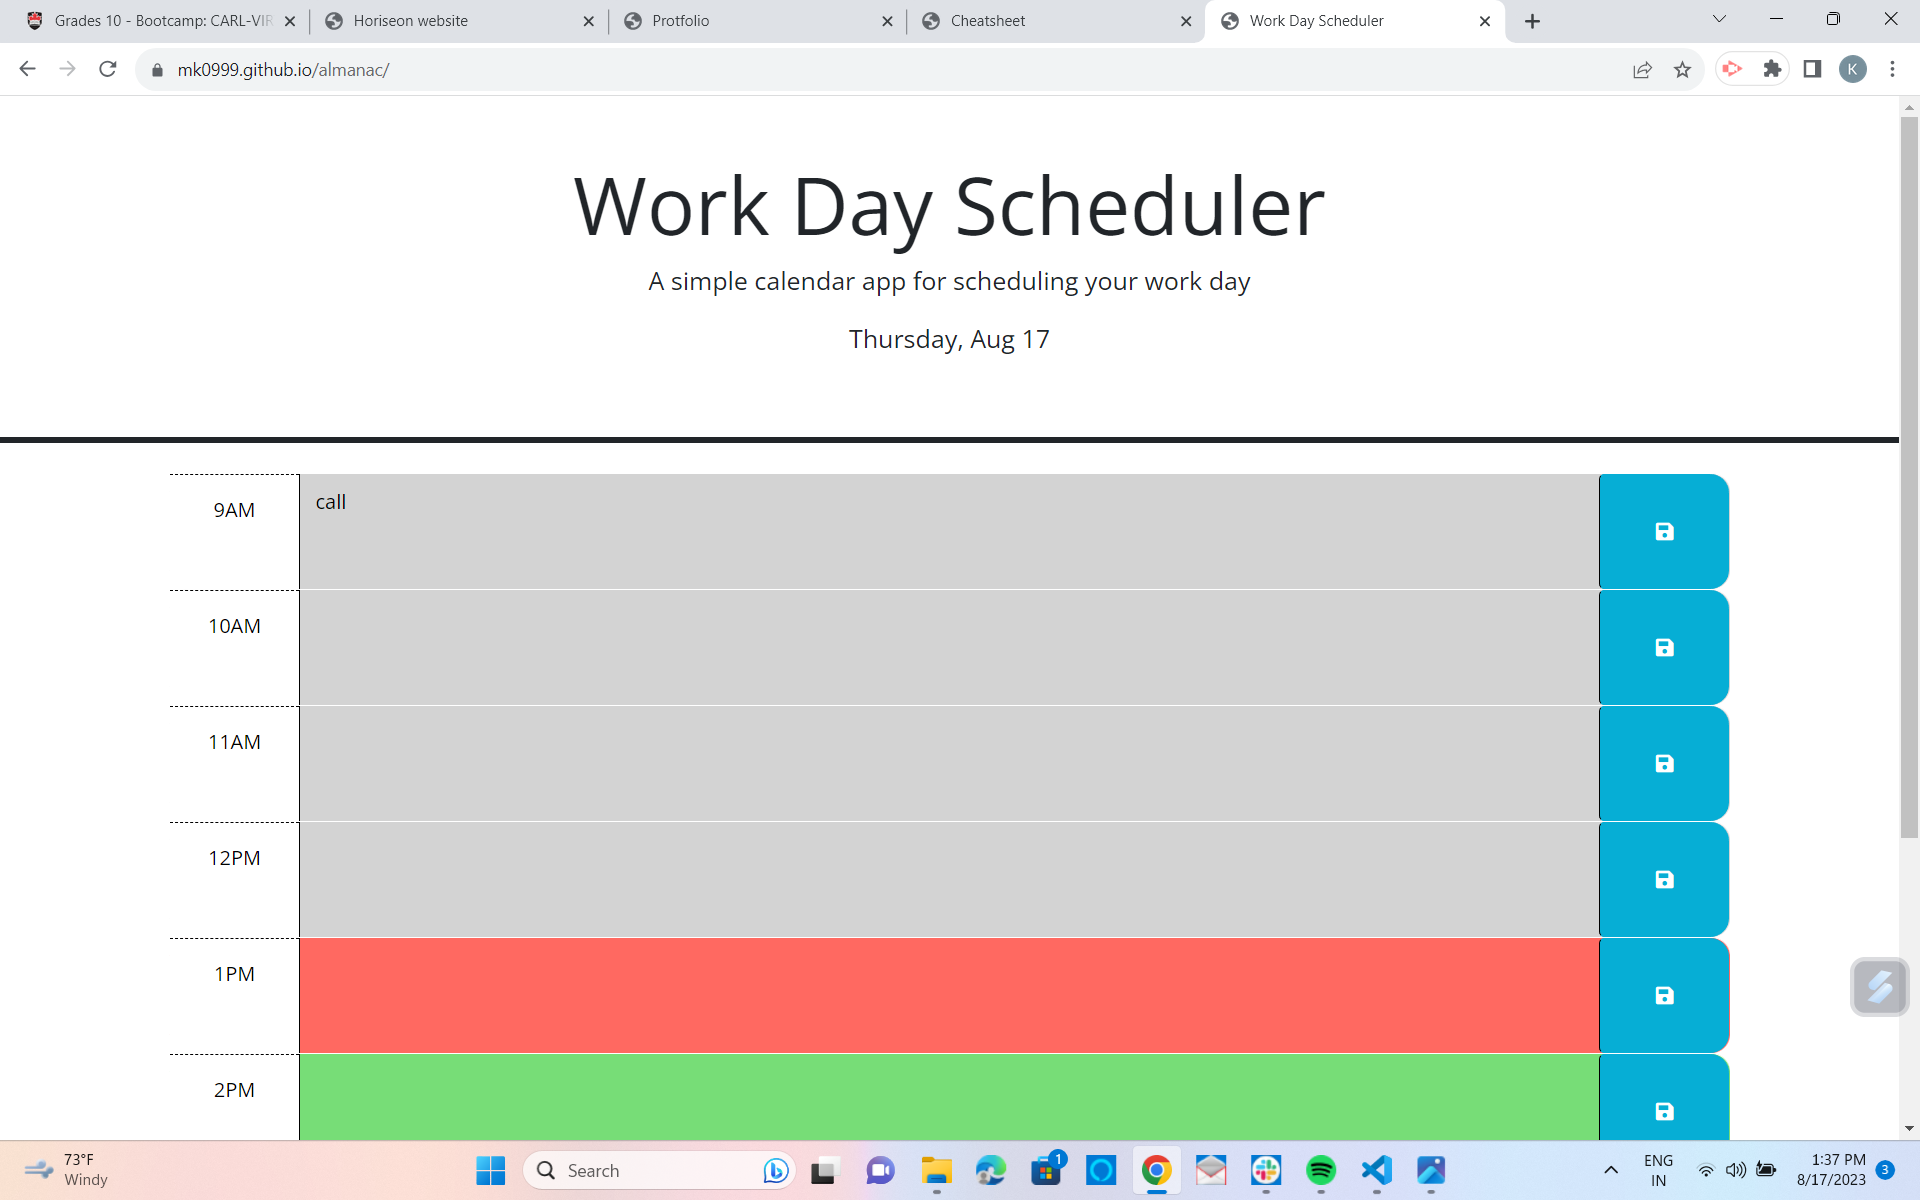 Grades 10 - Bootcamp: CARL-VIR
Horiseon website
Protfolio
Cheatsheet
Work Day Scheduler
mk0999.github.io/almanac/
K
Work Day Scheduler
A simple calendar app for scheduling your work day
Thursday, Aug 17
9AM
call
10AM
11AM
12PM
1PM
2PM
73°F
Windy
Search
1
ENG
IN
1:37 PM
8/17/2023
3